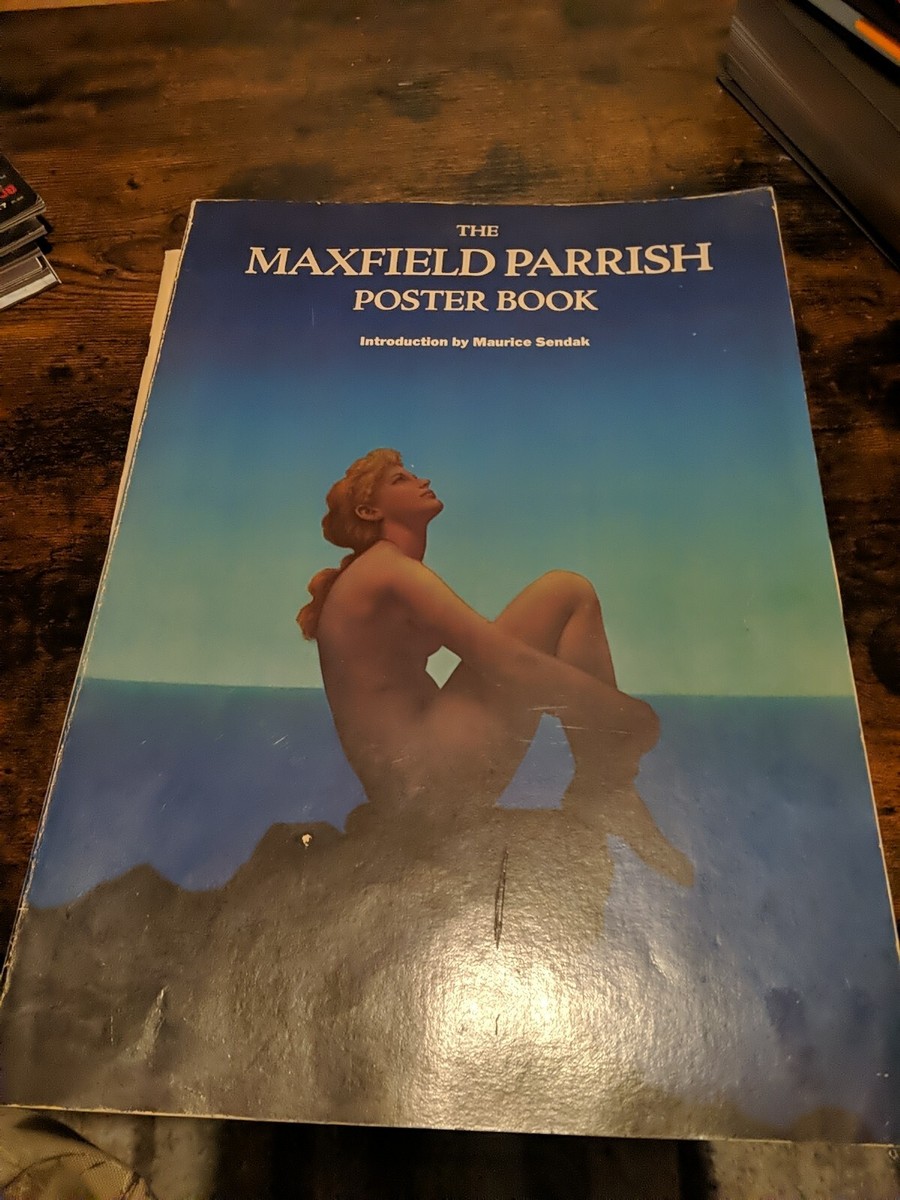 THE
MAXFIELD PARRISH
POSTER BOOK
Introduction by Maurice Sendak